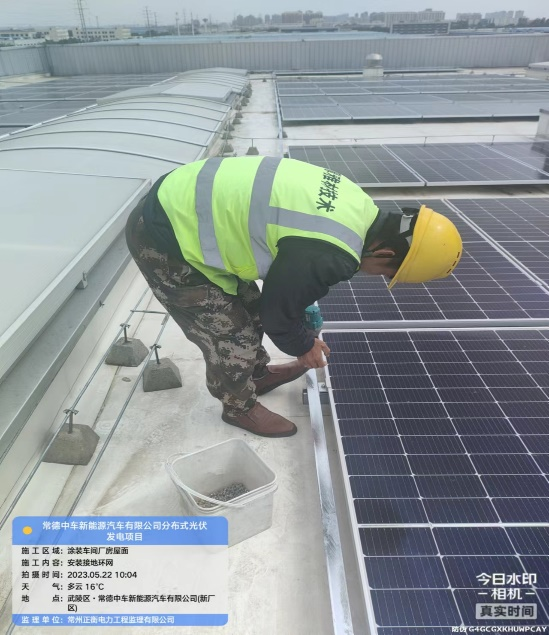 常德中车新能源汽车有限公司分布式光伏
发电项目
施工区域：涂装车间厂房屋面
施工内容：安装接地环网
拍摄时间：2023.05.22 10:04
天 气：多云 16℃
地 点：武陵区·常德中车新能源汽车有限公司(新厂
区)
监理单位：常州正衡电力工程监理有限公司
今日水印
相机
真实时间
防伪 G4GCGXKHUWPCAY